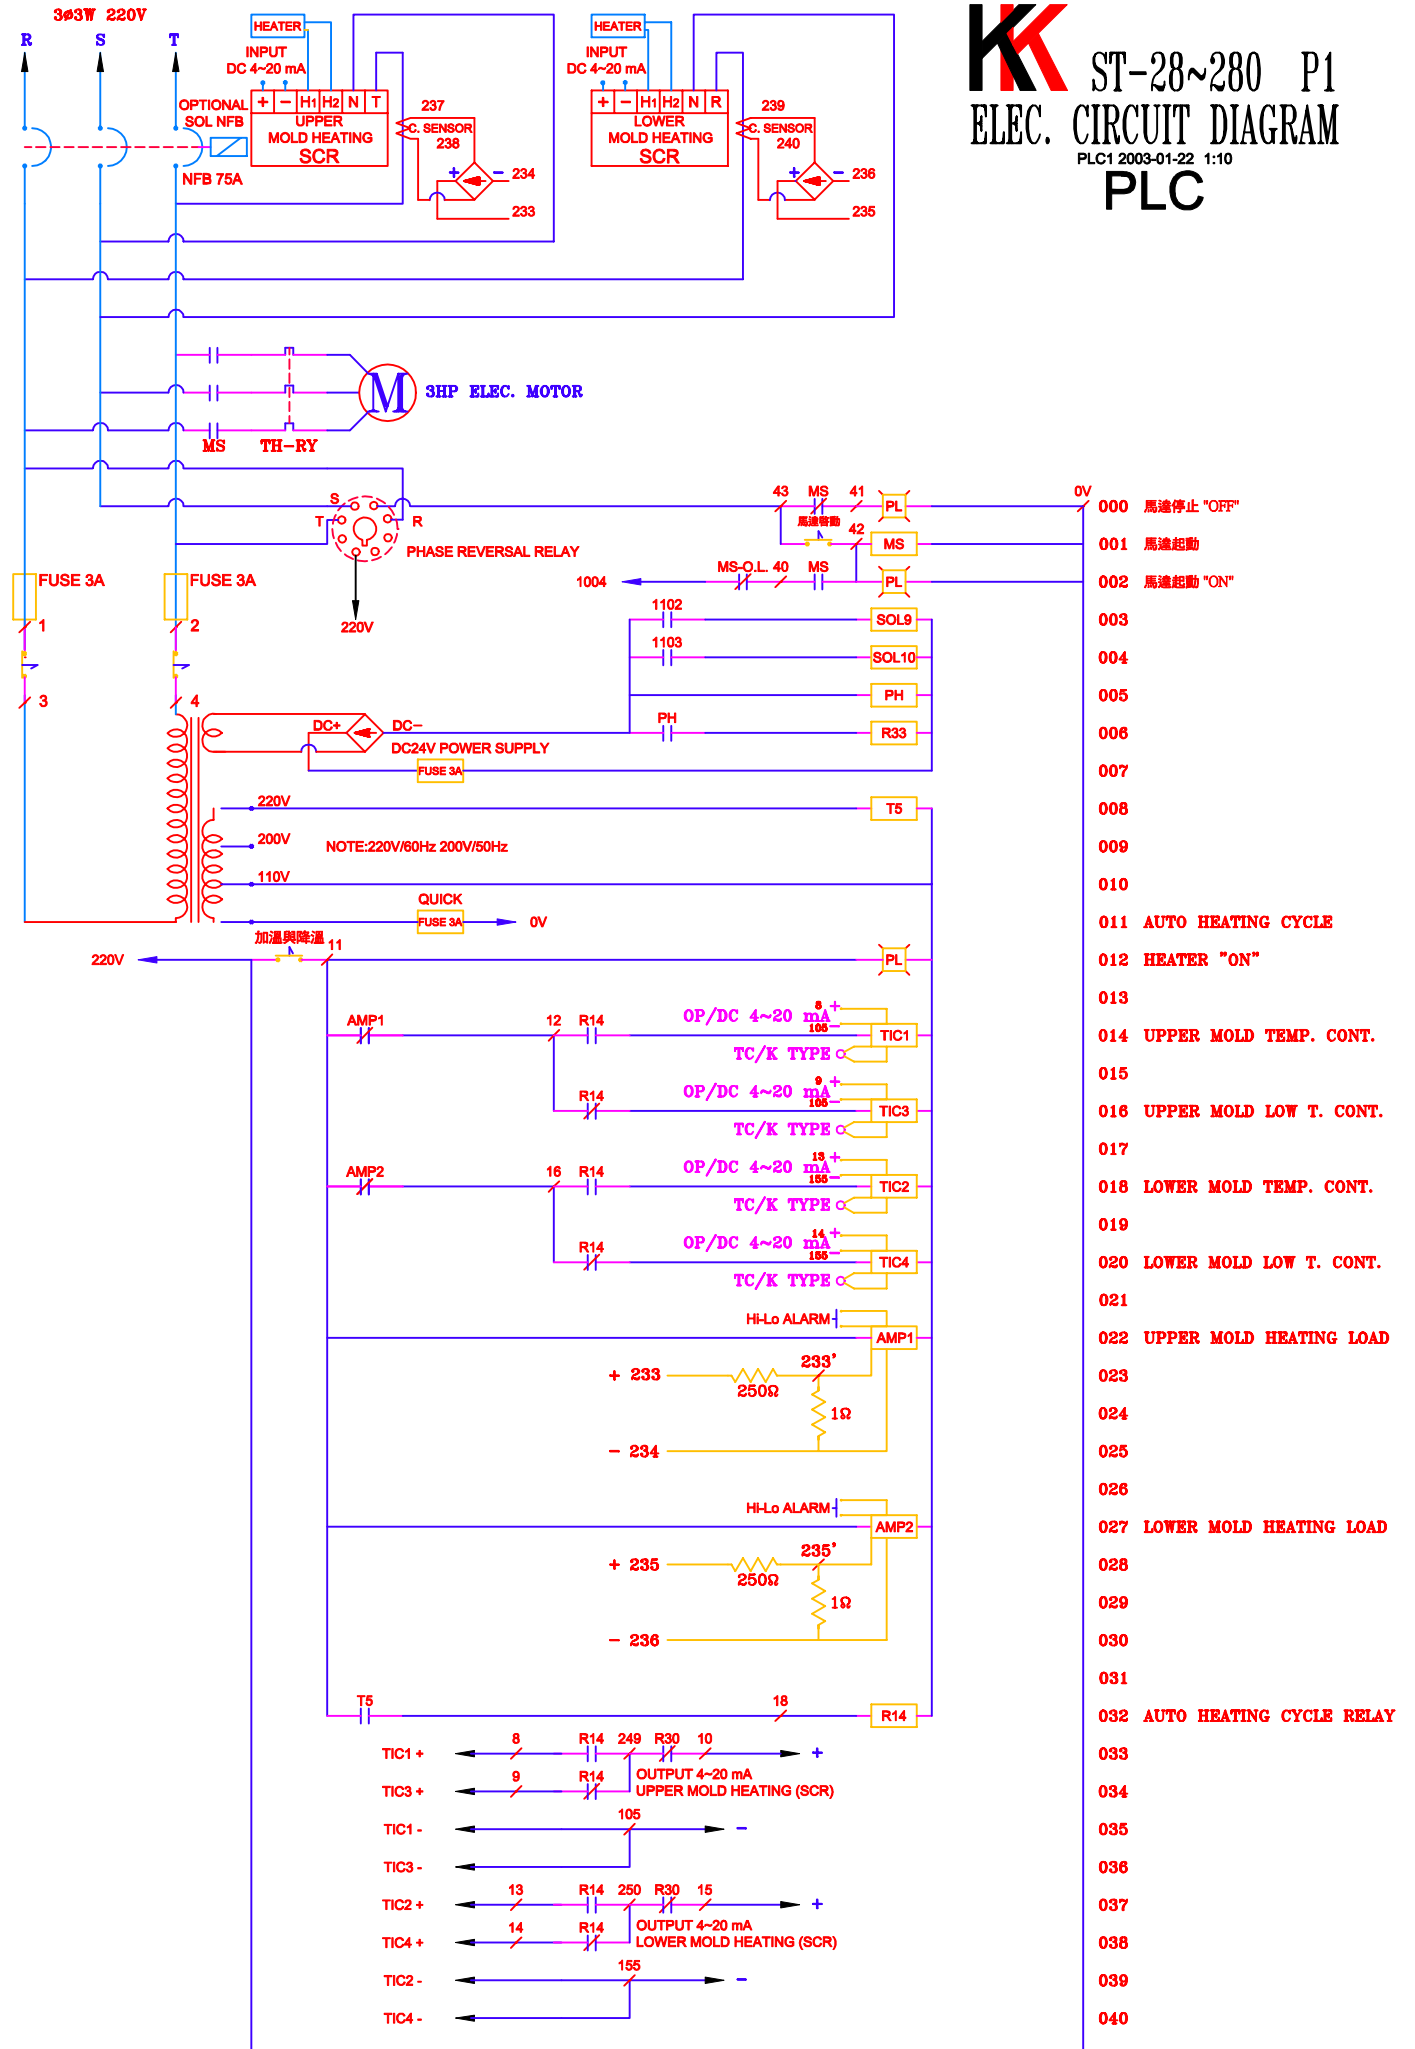 3ø3W 220V
R S T
HEATER
INPUT
DC 4~20 mA
+ − H1 H2 N T
UPPER
MOLD HEATING
SCR
OPTIONAL
SOL NFB
NFB 75A
237
C. SENSOR
238
+ − 234
233
HEATER
INPUT
DC 4~20 mA
+ − H1 H2 N R
LOWER
MOLD HEATING
SCR
239
C. SENSOR
240
+ − 236
235
KK ST-28~280 P1
ELEC. CIRCUIT DIAGRAM
PLC1 2003-01-22 1:10
PLC
M 3HP ELEC. MOTOR
MS TH-RY
S
T R
PHASE REVERSAL RELAY
220V
43 MS 41 PL 0V 000 馬達停止 "OFF"
馬達啓動 42 MS 001 馬達起動
1004 MS-O.L. 40 MS PL 002 馬達起動 "ON"
FUSE 3A FUSE 3A
1 2
3 4
1102 SOL9 003
1103 SOL10 004
PH 005
DC+ DC− PH R33 006
DC24V POWER SUPPLY
FUSE 3A 007
220V T5 008
200V NOTE:220V/60Hz 200V/50Hz 009
110V 010
QUICK
FUSE 3A 0V 011 AUTO HEATING CYCLE
加溫與降溫 11
220V PL 012 HEATER "ON"
013
8 +
OP/DC 4~20 mA
105 −
AMP1 12 R14 TIC1 014 UPPER MOLD TEMP. CONT.
TC/K TYPE
015
9 +
OP/DC 4~20 mA
105 −
R14 TIC3 016 UPPER MOLD LOW T. CONT.
TC/K TYPE
017
13 +
OP/DC 4~20 mA
155 −
AMP2 16 R14 TIC2 018 LOWER MOLD TEMP. CONT.
TC/K TYPE
019
14 +
OP/DC 4~20 mA
155 −
R14 TIC4 020 LOWER MOLD LOW T. CONT.
TC/K TYPE
021
Hi-Lo ALARM
AMP1 022 UPPER MOLD HEATING LOAD
+ 233 250Ω 233' 023
1Ω 024
− 234 025
026
Hi-Lo ALARM
AMP2 027 LOWER MOLD HEATING LOAD
+ 235 250Ω 235' 028
1Ω 029
− 236 030
031
T5 18 R14 032 AUTO HEATING CYCLE RELAY
TIC1 + 8 R14 249 R30 10 + 033
OUTPUT 4~20 mA
TIC3 + 9 R14 UPPER MOLD HEATING (SCR) 034
TIC1 - 105 − 035
TIC3 - 036
TIC2 + 13 R14 250 R30 15 + 037
OUTPUT 4~20 mA
TIC4 + 14 R14 LOWER MOLD HEATING (SCR) 038
TIC2 - 155 − 039
TIC4 - 040